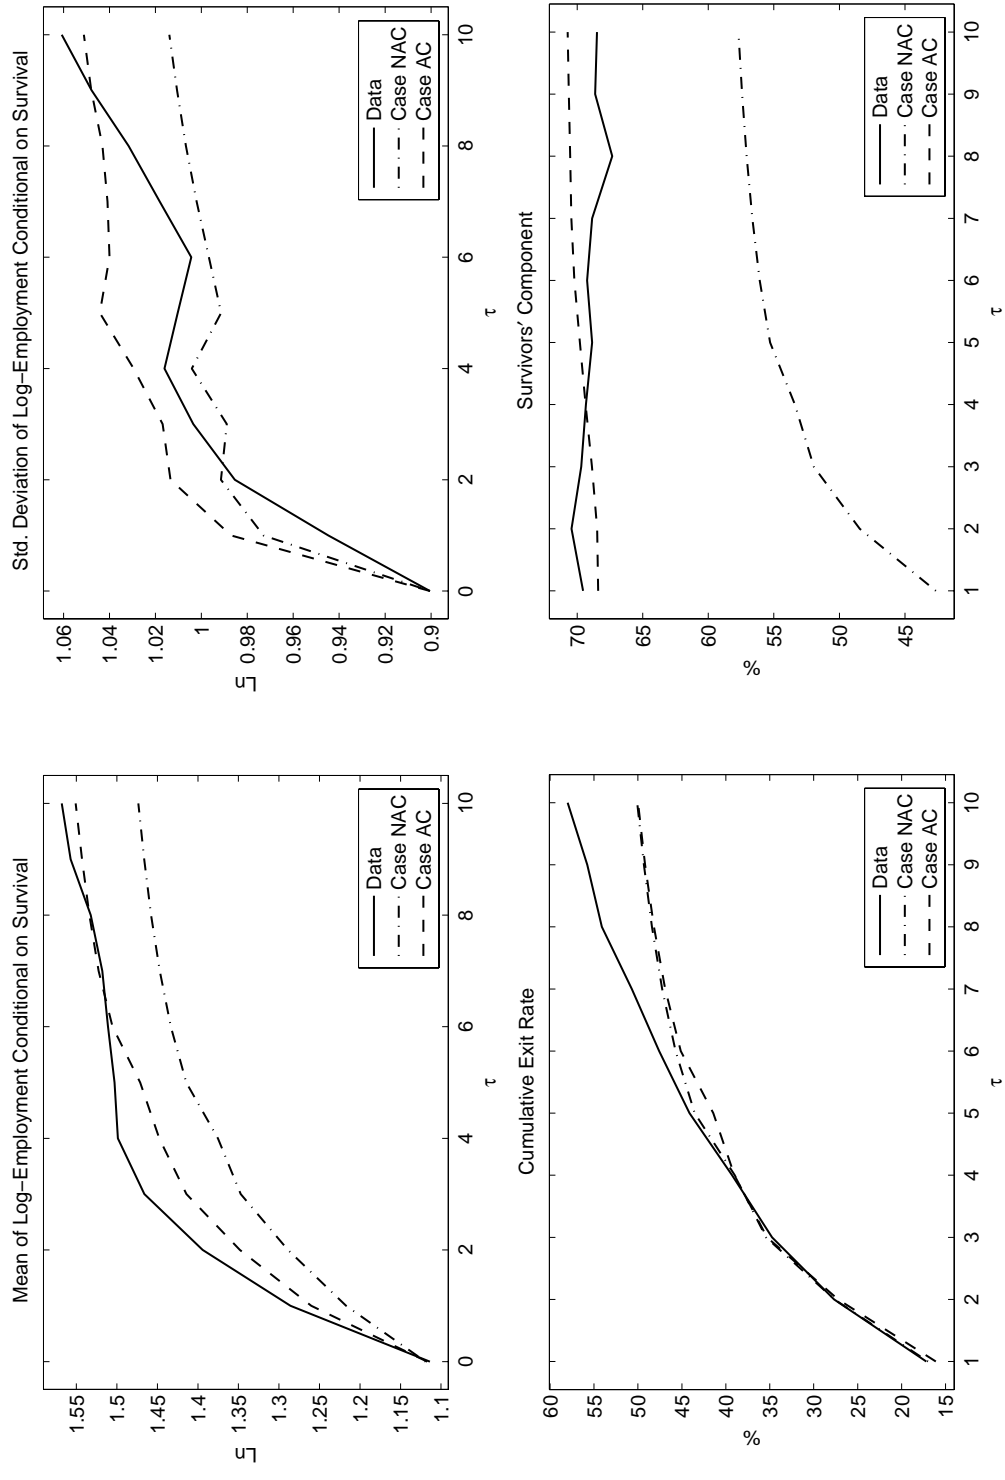 Mean of Log–Employment Conditional on Survival
1.55
1.5
1.45
1.4
1.35
1.3
1.25
1.2
1.15
1.1
Ln
0 2 4 6 8 10
τ
Data
Case NAC
Case AC
Std. Deviation of Log–Employment Conditional on Survival
1.06
1.04
1.02
1
0.98
0.96
0.94
0.92
0.9
Ln
0 2 4 6 8 10
τ
Data
Case NAC
Case AC
Cumulative Exit Rate
60
55
50
45
40
35
30
25
20
15
%
1 2 3 4 5 6 7 8 9 10
τ
Data
Case NAC
Case AC
Survivors′ Component
70
65
60
55
50
45
%
1 2 3 4 5 6 7 8 9 10
τ
Data
Case NAC
Case AC